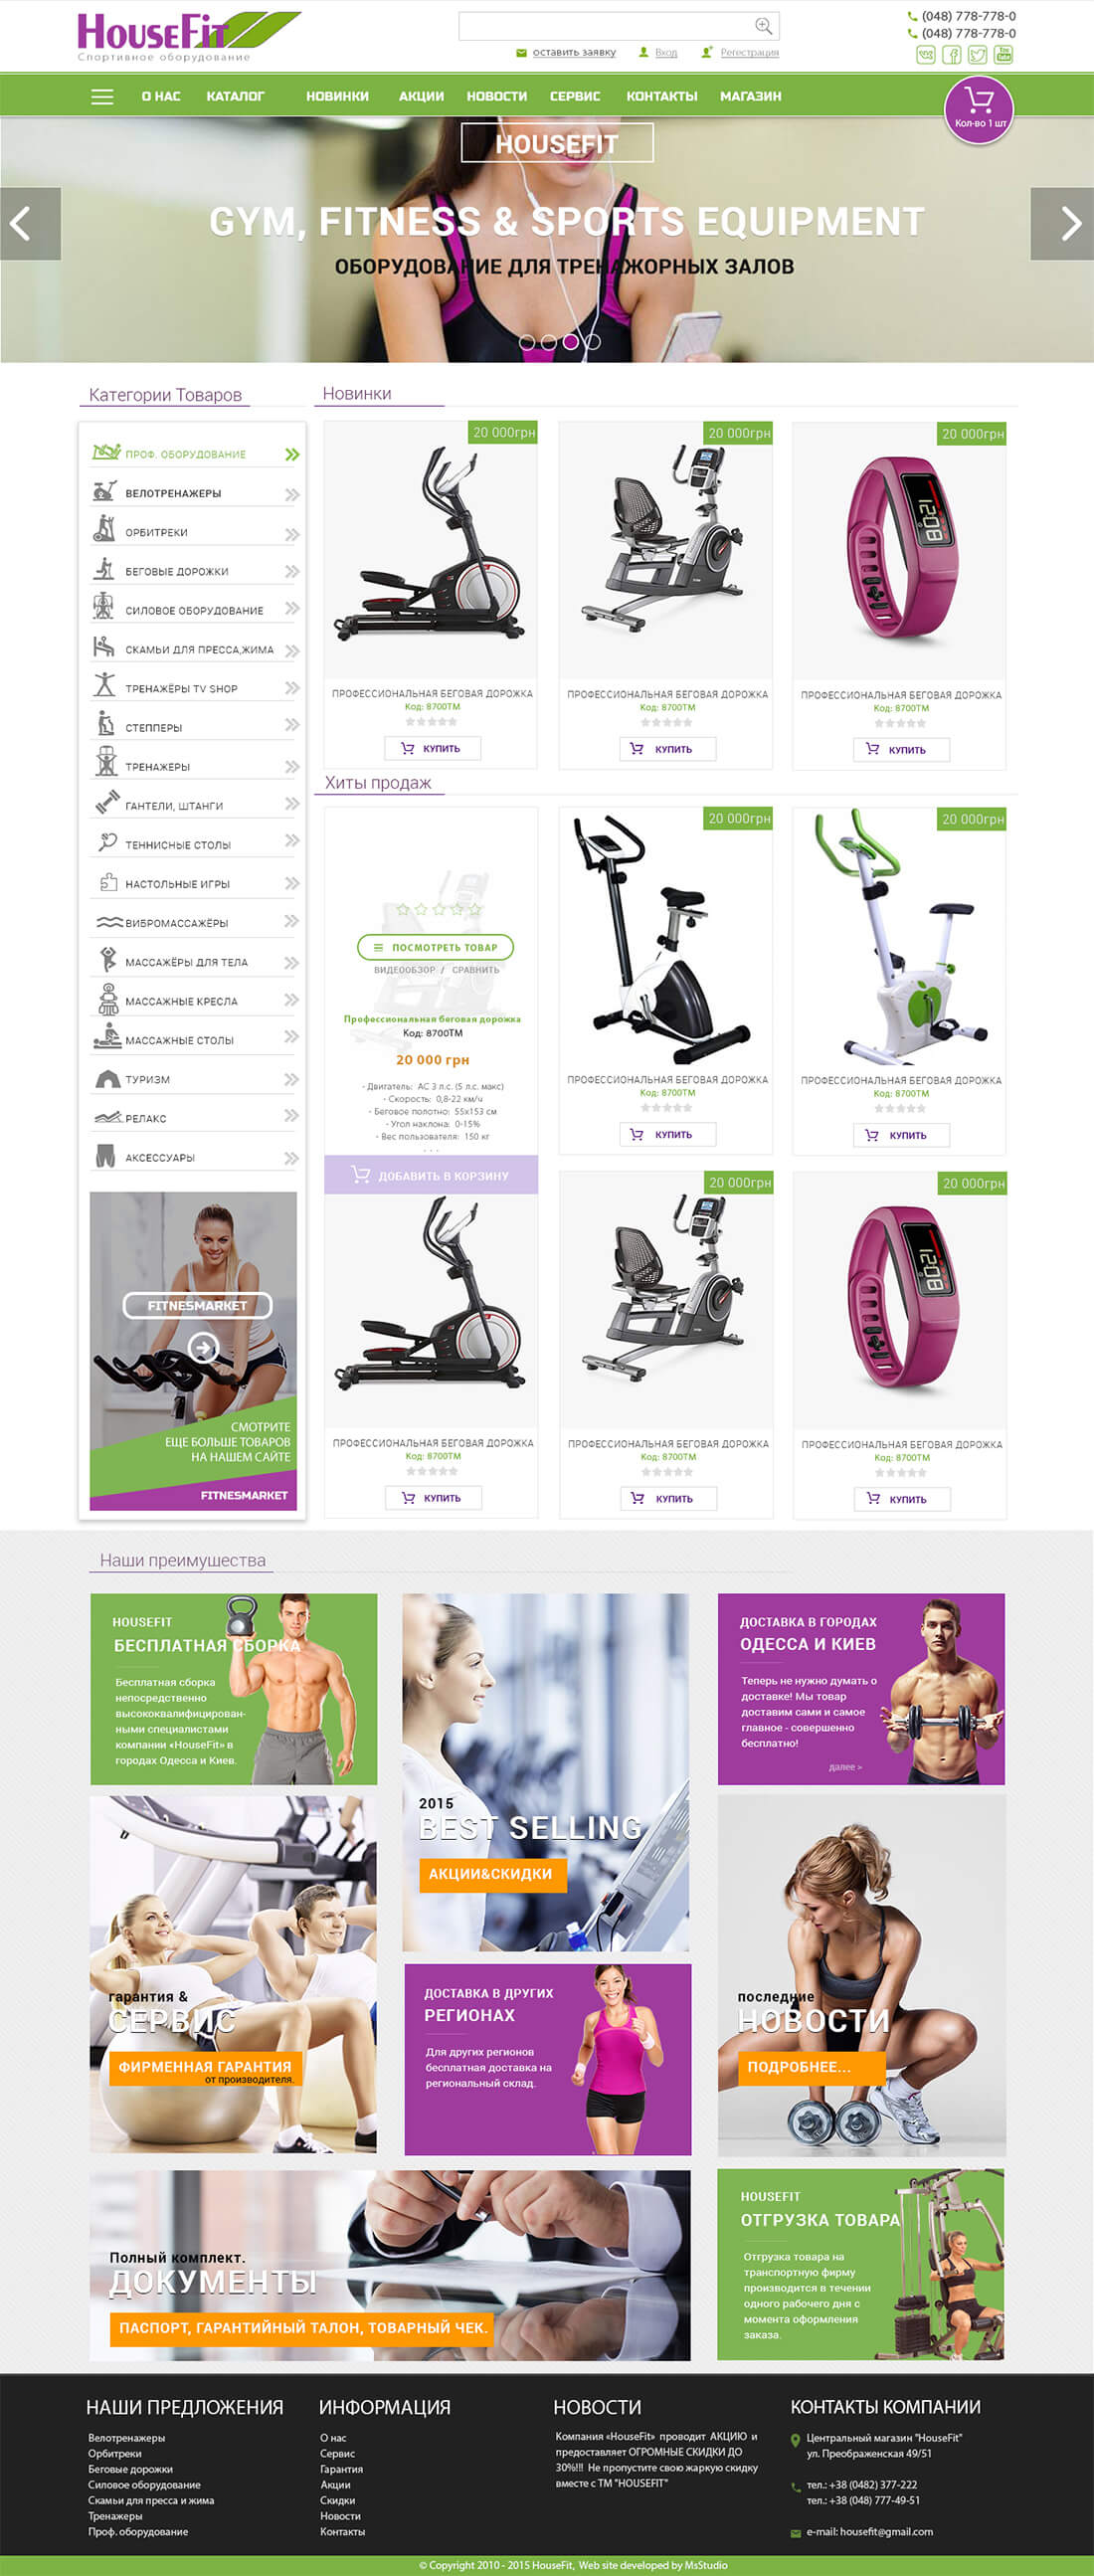 HouseFit
Спортивное оборудование
оставить заявку
Вход
Регестрация
(048) 778-778-0
(048) 778-778-0
You Tube
О НАС
КАТАЛОГ
НОВИНКИ
АКЦИИ
НОВОСТИ
СЕРВИС
КОНТАКТЫ
МАГАЗИН
Кол-во 1 шт
HOUSEFIT
GYM, FITNESS & SPORTS EQUIPMENT
ОБОРУДОВАНИЕ ДЛЯ ТРЕНАЖОРНЫХ ЗАЛОВ
Категории Товаров
ПРОФ. ОБОРУДОВАНИЕ
ВЕЛОТРЕНАЖЕРЫ
ОРБИТРЕКИ
БЕГОВЫЕ ДОРОЖКИ
СИЛОВОЕ ОБОРУДОВАНИЕ
СКАМЬИ ДЛЯ ПРЕССА,ЖИМА
ТРЕНАЖЁРЫ TV SHOP
СТЕППЕРЫ
ТРЕНАЖЕРЫ
ГАНТЕЛИ, ШТАНГИ
ТЕННИСНЫЕ СТОЛЫ
НАСТОЛЬНЫЕ ИГРЫ
ВИБРОМАССАЖЁРЫ
МАССАЖЁРЫ ДЛЯ ТЕЛА
МАССАЖНЫЕ КРЕСЛА
МАССАЖНЫЕ СТОЛЫ
ТУРИЗМ
РЕЛАКС
АКСЕССУАРЫ
FITNESMARKET
СМОТРИТЕ
ЕЩЕ БОЛЬШЕ ТОВАРОВ
НА НАШЕМ САЙТЕ
FITNESMARKET
Новинки
20 000грн
ПРОФЕССИОНАЛЬНАЯ БЕГОВАЯ ДОРОЖКА
Код: 8700ТМ
КУПИТЬ
20 000грн
ПРОФЕССИОНАЛЬНАЯ БЕГОВАЯ ДОРОЖКА
Код: 8700ТМ
КУПИТЬ
20 000грн
08:21
ПРОФЕССИОНАЛЬНАЯ БЕГОВАЯ ДОРОЖКА
Код: 8700ТМ
КУПИТЬ
Хиты продаж
ПОСМОТРЕТЬ ТОВАР
ВИДЕООБЗОР / СРАВНИТЬ
Профессиональная беговая дорожка
Код: 8700ТМ
20 000 грн
- Двигатель: АС 3 л.с. (5 л.с. макс)
- Скорость: 0,8-22 км/ч
- Беговое полотно: 55х153 см
- Угол наклона: 0-15%
- Вес пользователя: 150 кг
- - -
ДОБАВИТЬ В КОРЗИНУ
20 000грн
ПРОФЕССИОНАЛЬНАЯ БЕГОВАЯ ДОРОЖКА
Код: 8700ТМ
КУПИТЬ
20 000грн
ПРОФЕССИОНАЛЬНАЯ БЕГОВАЯ ДОРОЖКА
Код: 8700ТМ
КУПИТЬ
ПРОФЕССИОНАЛЬНАЯ БЕГОВАЯ ДОРОЖКА
Код: 8700ТМ
КУПИТЬ
20 000грн
ПРОФЕССИОНАЛЬНАЯ БЕГОВАЯ ДОРОЖКА
Код: 8700ТМ
КУПИТЬ
20 000грн
08:21
ПРОФЕССИОНАЛЬНАЯ БЕГОВАЯ ДОРОЖКА
Код: 8700ТМ
КУПИТЬ
Наши преимущества
HOUSEFIT
БЕСПЛАТНАЯ СБОРКА
Бесплатная сборка
непосредственно
высококвалифицирован-
ными специалистами
компании «HouseFit» в
городах Одесса и Киев.
2015
BEST SELLING
АКЦИИ&СКИДКИ
ДОСТАВКА В ГОРОДАХ
ОДЕССА И КИЕВ
Теперь не нужно думать о
доставке! Мы товар
доставим сами и самое
главное - совершенно
бесплатно!
далее >
гарантия &
СЕРВИС
ФИРМЕННАЯ ГАРАНТИЯ
от производителя.
ДОСТАВКА В ДРУГИХ
РЕГИОНАХ
Для других регионов
бесплатная доставка на
региональный склад.
последние
НОВОСТИ
ПОДРОБНЕЕ...
Полный комплект.
ДОКУМЕНТЫ
ПАСПОРТ, ГАРАНТИЙНЫЙ ТАЛОН, ТОВАРНЫЙ ЧЕК.
HOUSEFIT
ОТГРУЗКА ТОВАРА
Отгрузка товара на
транспортную фирму
производится в течении
одного рабочего дня с
момента оформления
заказа.
НАШИ ПРЕДЛОЖЕНИЯ
Велотренажеры
Орбитреки
Беговые дорожки
Силовое оборудование
Скамьи для пресса и жима
Тренажеры
Проф. оборудование
ИНФОРМАЦИЯ
О нас
Сервис
Гарантия
Акции
Скидки
Новости
Контакты
НОВОСТИ
Компания «HouseFit» проводит АКЦИЮ и
предоставляет ОГРОМНЫЕ СКИДКИ ДО
30%!!! Не пропустите свою жаркую скидку
вместе с ТМ "HOUSEFIT"
КОНТАКТЫ КОМПАНИИ
Центральный магазин "HouseFit"
ул. Преображенская 49/51
тел.: +38 (0482) 377-222
тел.: +38 (048) 777-49-51
e-mail: housefit@gmail.com
© Copyright 2010 - 2015 HouseFit, Web site developed by MsStudio